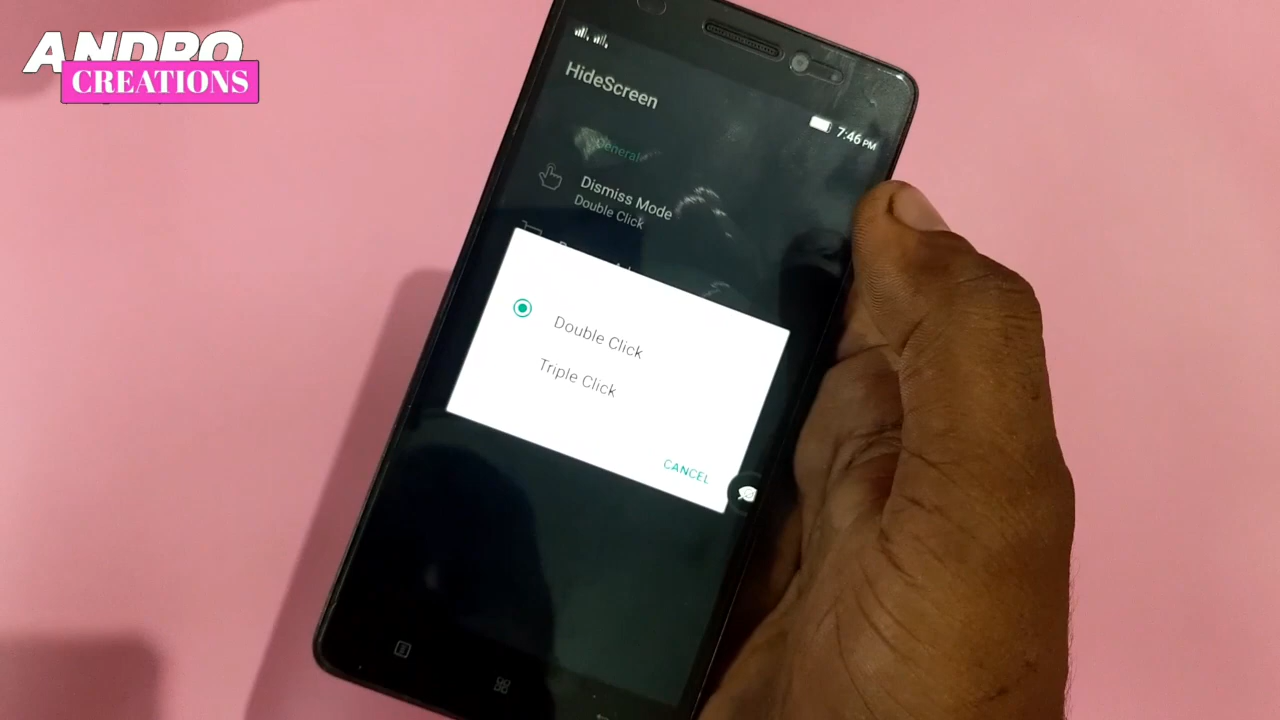 ANDRO
CREATIONS
HideScreen
7:46 PM
General
Dismiss Mode
Double Click
Double Click
Triple Click
CANCEL